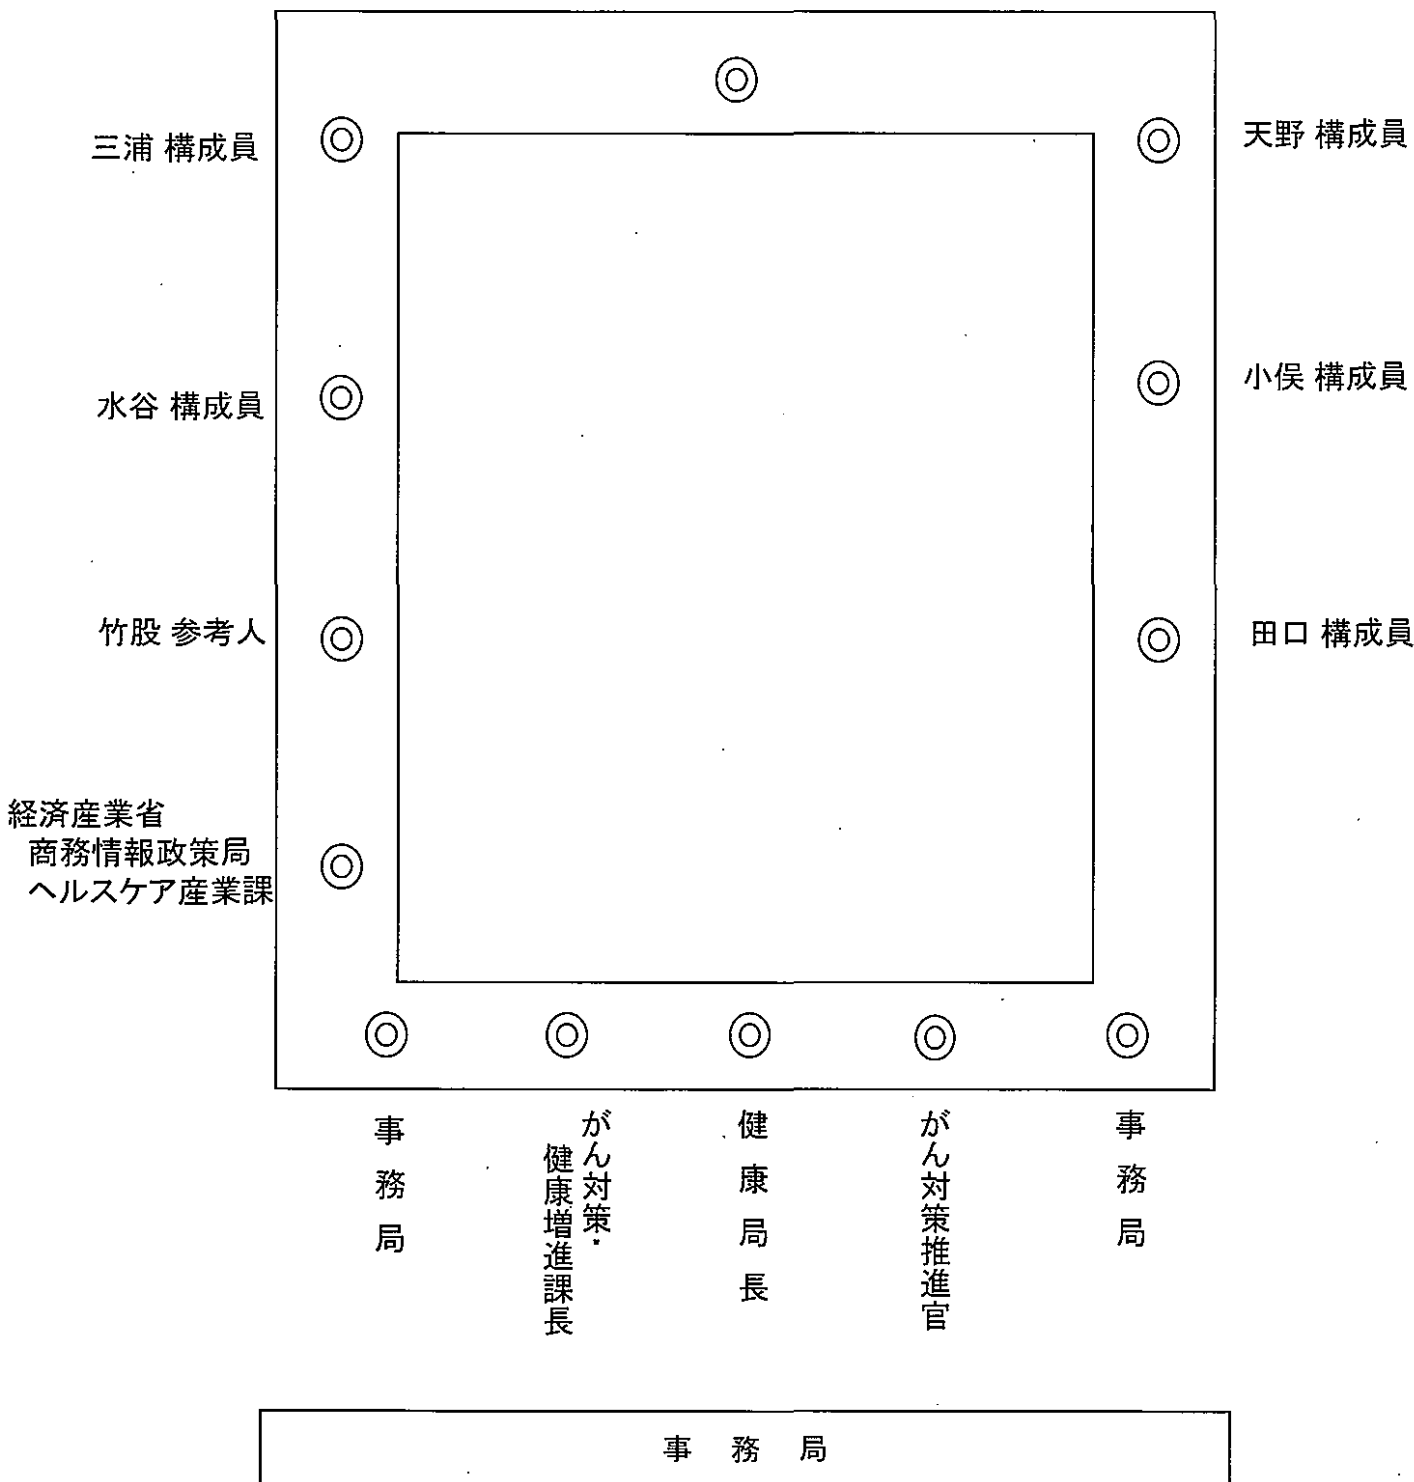 三浦 構成員
天野 構成員
水谷 構成員
小俣 構成員
竹股 参考人
田口 構成員
経済産業省
商務情報政策局
ヘルスケア産業課
事務局
がん対策・
健康増進課長
健康局長
がん対策推進官
事務局
事務局